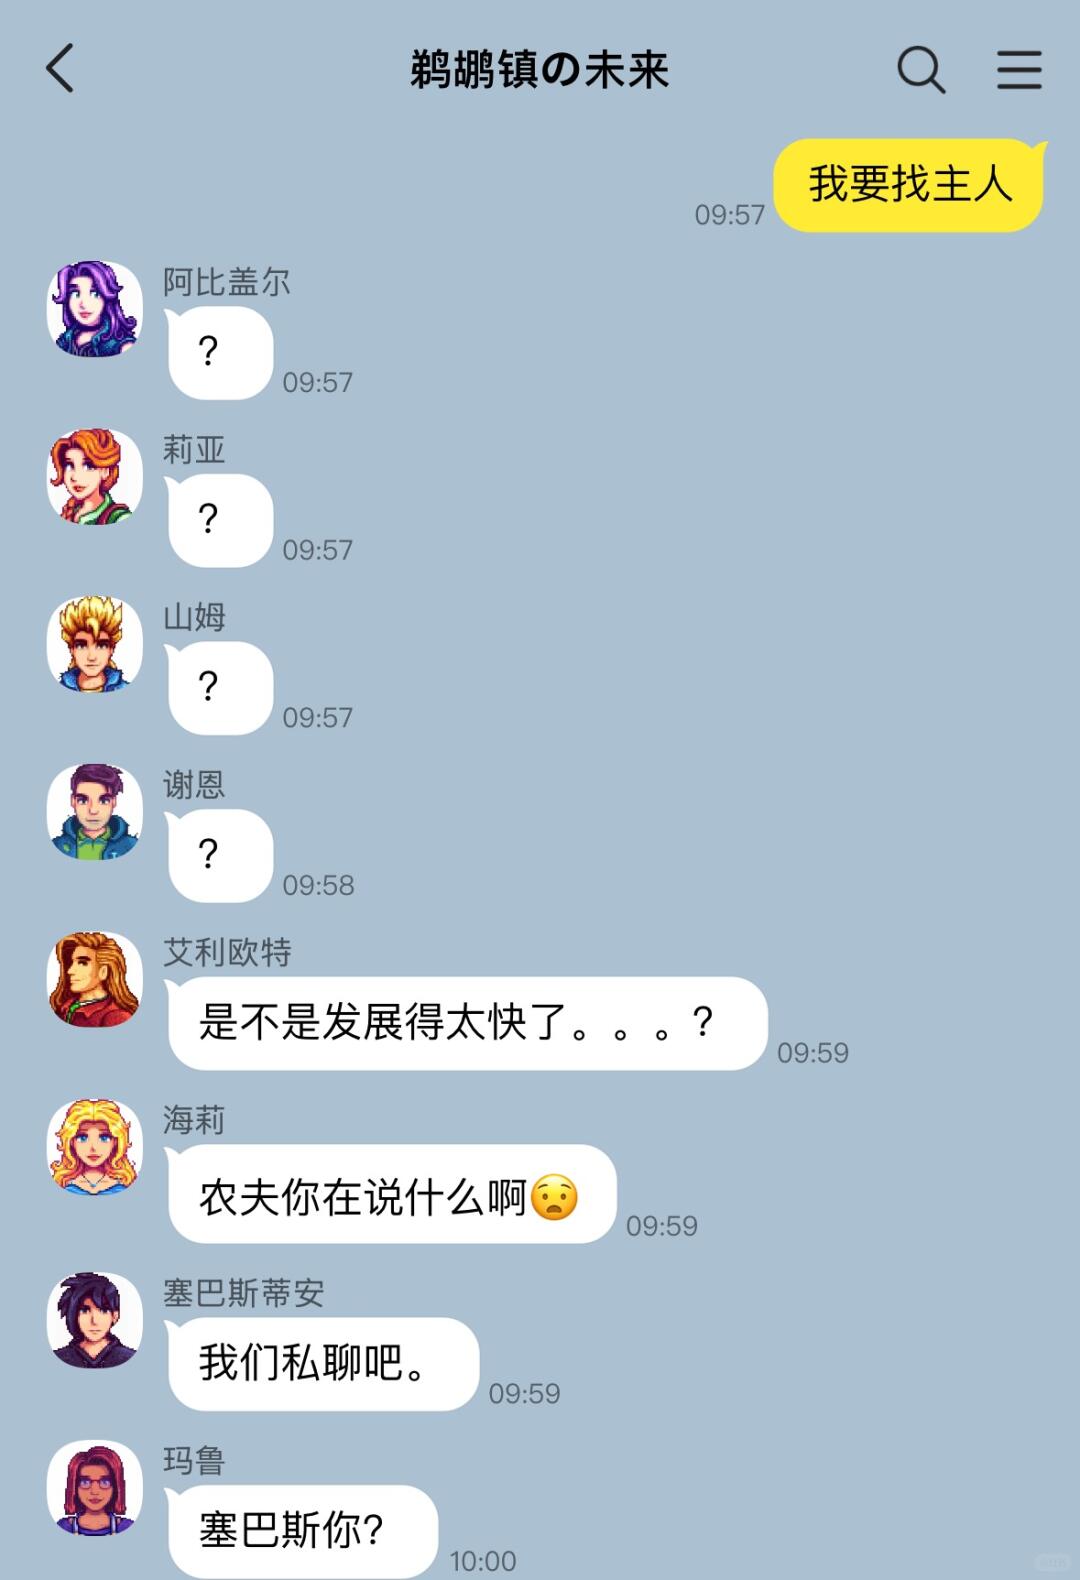 鹈鹕镇の未来
我要找主人
09:57
阿比盖尔
?
09:57
莉亚
?
09:57
山姆
?
09:57
谢恩
?
09:58
艾利欧特
是不是发展得太快了。。。?
09:59
海莉
农夫你在说什么啊😧
09:59
塞巴斯蒂安
我们私聊吧。
09:59
玛鲁
塞巴斯你?
10:00